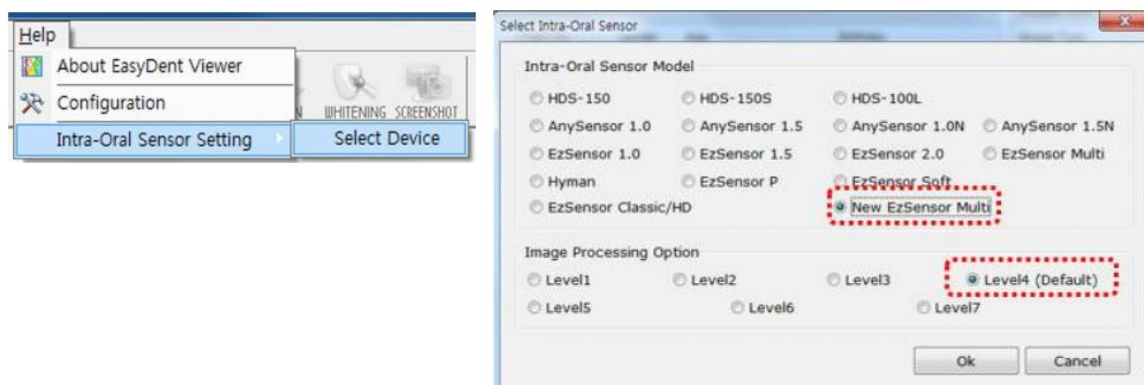 Help
About EasyDent Viewer
Configuration
WHITENING SCREENSHOT
Intra-Oral Sensor Setting
Select Device
Select Intra-Oral Sensor
Intra-Oral Sensor Model
HDS-150 HDS-150S HDS-100L
AnySensor 1.0 AnySensor 1.5 AnySensor 1.0N AnySensor 1.5N
EzSensor 1.0 EzSensor 1.5 EzSensor 2.0 EzSensor Multi
Hyman EzSensor P EzSensor Soft
EzSensor Classic/HD New EzSensor Multi
Image Processing Option
Level1 Level2 Level3 Level4 (Default)
Level5 Level6 Level7
Ok Cancel